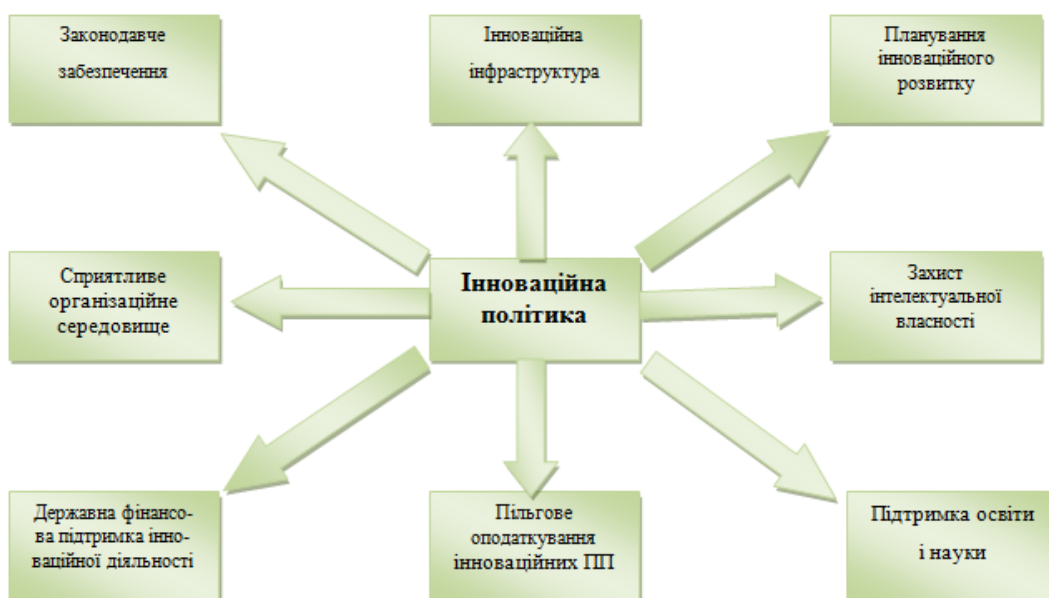 Законодавче
забезпечення
Інноваційна
інфраструктура
Планування
інноваційного
розвитку
Сприятливе
організаційне
середовище
Інноваційна
політика
Захист
інтелектуальної
власності
Державна фінансо-
ва підтримка інно-
ваційної діяльності
Пільгове
оподаткування
інноваційних ПП
Підтримка освіти
і науки